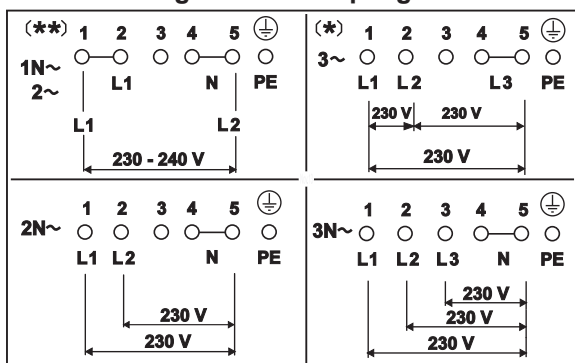 (**) 1 2 3 4 5
1N~
2~
L1 N PE
L1 L2
230 - 240 V
(*) 1 2 3 4 5
3~
L1 L2 L3 PE
230 V 230 V
230 V
1 2 3 4 5
2N~
L1 L2 N PE
230 V
230 V
1 2 3 4 5
3N~
L1 L2 L3 N PE
230 V
230 V
230 V